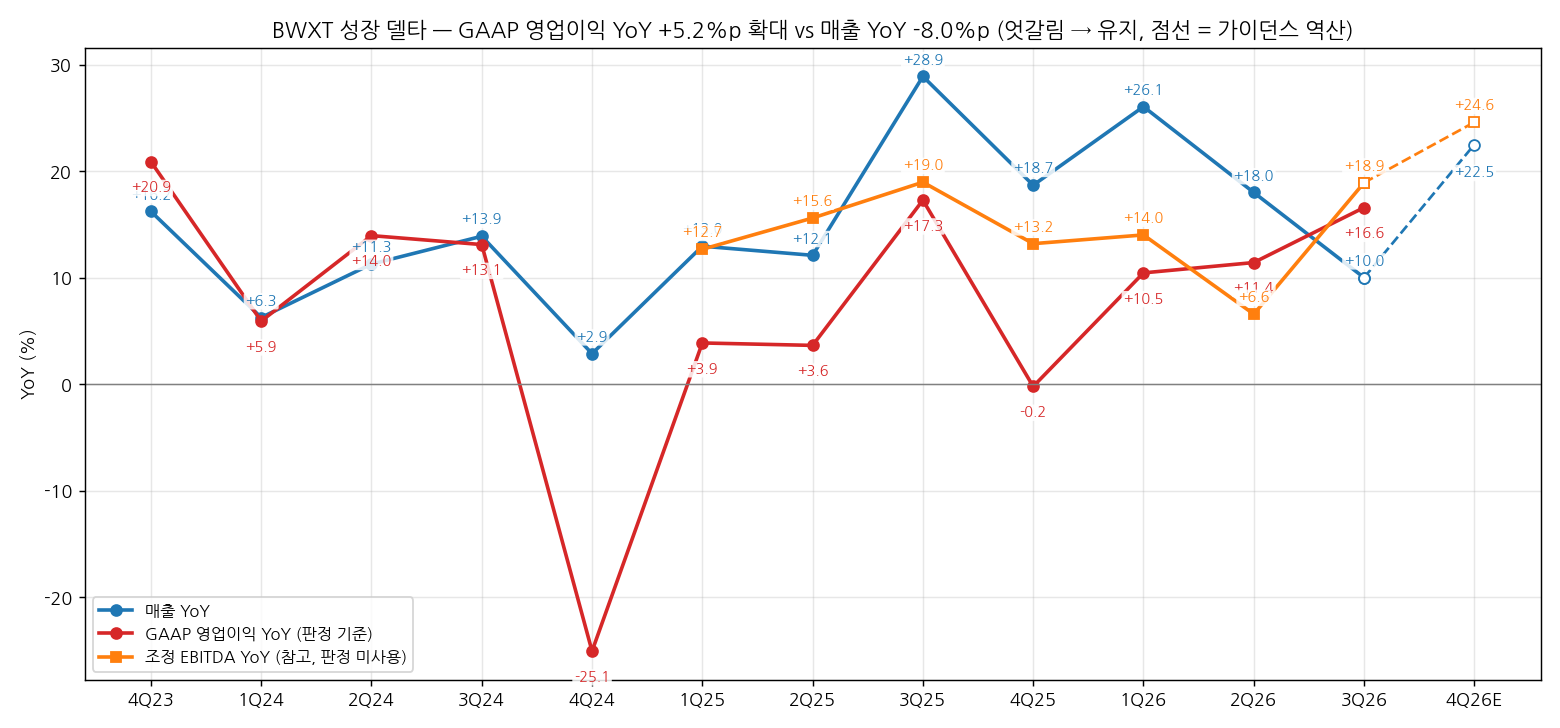 BWXT 성장 델타 — GAAP 영업이익 YoY +5.2%p 확대 vs 매출 YoY -8.0%p (엇갈림 → 유지, 점선 = 가이던스 역산)
YoY (%)
30
20
10
0
-10
-20
+20.9
+6.3
+5.9
+11.3
+14.0
+13.9
+13.1
+2.9
-25.1
+12.7
+3.9
+15.6
+12.1
+3.6
+28.9
+19.0
+17.3
+18.7
+13.2
-0.2
+26.1
+14.0
+10.5
+18.0
+11.4
+6.6
+18.9
+16.6
+10.0
+24.6
+22.5
매출 YoY
GAAP 영업이익 YoY (판정 기준)
조정 EBITDA YoY (참고, 판정 미사용)
4Q23
1Q24
2Q24
3Q24
4Q24
1Q25
2Q25
3Q25
4Q25
1Q26
2Q26
3Q26
4Q26E